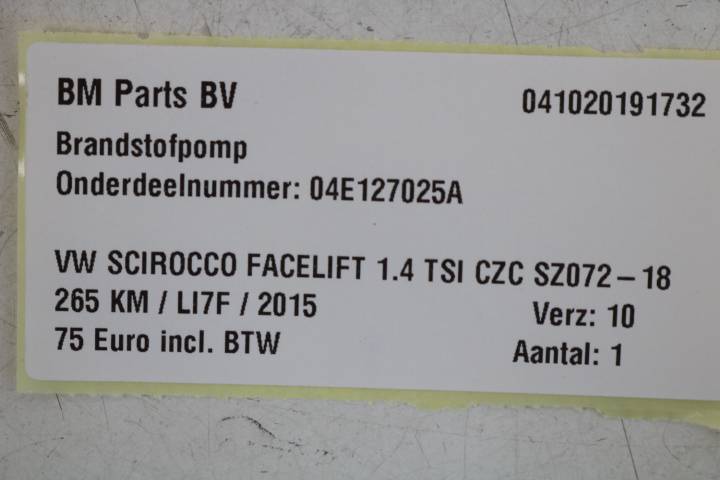 BM Parts BV 041020191732
Brandstofpomp
Onderdeelnummer: 04E127025A
VW SCIROCCO FACELIFT 1.4 TSI CZC SZ072-18
265 KM / LI7F / 2015 Verz: 10
75 Euro incl. BTW Aantal: 1